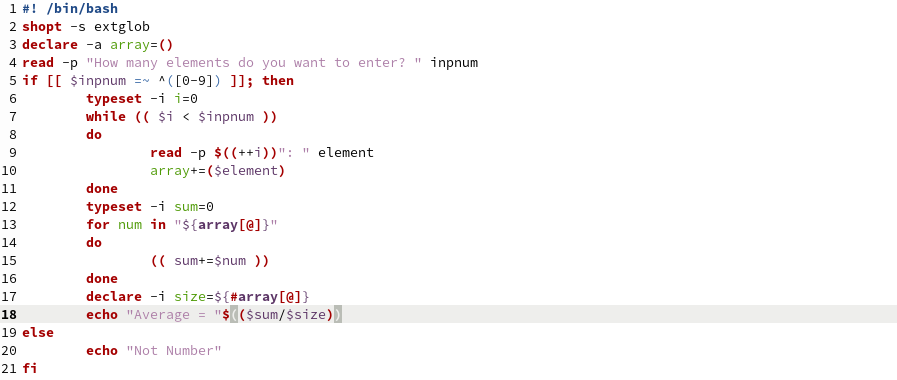 1 #! /bin/bash
2 shopt -s extglob
3 declare -a array=()
4 read -p "How many elements do you want to enter? " inpnum
5 if [[ $inpnum =~ ^([0-9]) ]]; then
6         typeset -i i=0
7         while (( $i < $inpnum ))
8         do
9                 read -p $((++i))": " element
10                 array+=($element)
11         done
12         typeset -i sum=0
13         for num in "${array[@]}"
14         do
15                 (( sum+=$num ))
16         done
17         declare -i size=${#array[@]}
18         echo "Average = "$(($sum/$size))
19 else
20         echo "Not Number"
21 fi